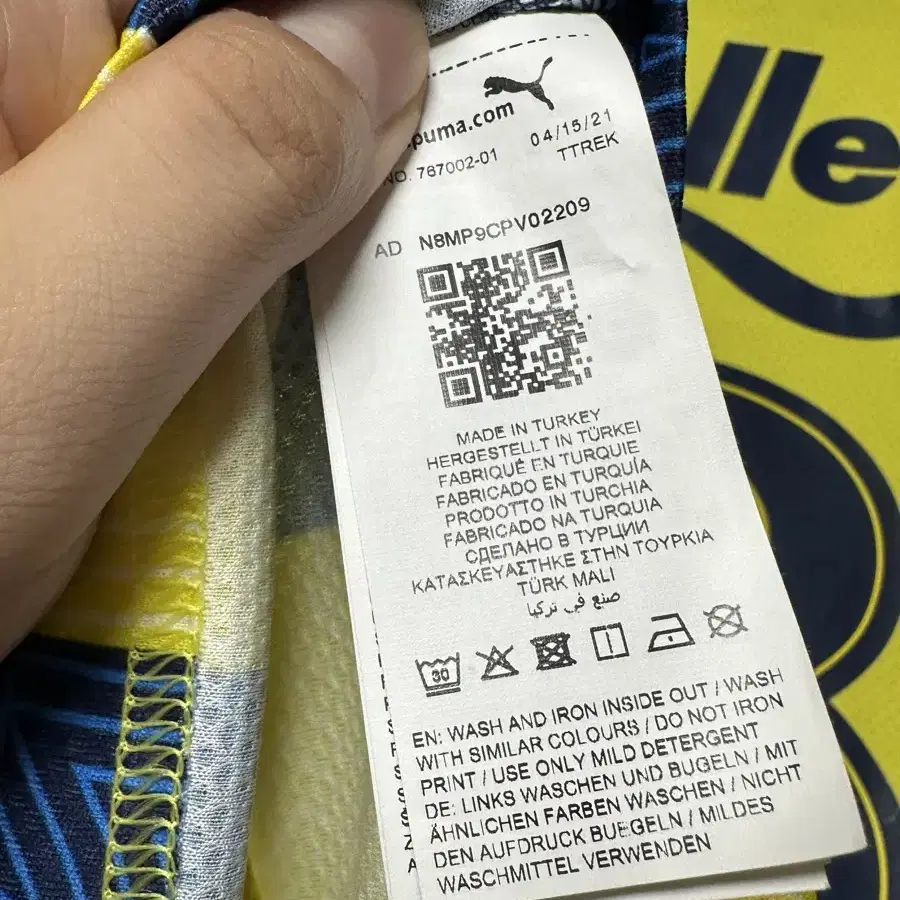 .puma.com
04/15/21
NO. 767002-01
TTREK
AD N8MP9CPV02209
MADE IN TURKEY
HERGESTELLT IN TÜRKEI
FABRIQUÉ EN TURQUIE
FABRICADO EN TURQUÍA
PRODOTTO IN TURCHIA
FABRICADO NA TURQUIA
СДЕЛАНО В ТУРЦИИ
ΚΑΤΑΣΚΕΥΑΣΤΗΚΕ ΣΤΗΝ ΤΟΥΡΚΙΑ
TÜRK MALI
صنع في تركيا
30
EN: WASH AND IRON INSIDE OUT / WASH
WITH SIMILAR COLOURS / DO NOT IRON
PRINT / USE ONLY MILD DETERGENT
DE: LINKS WASCHEN UND BÜGELN / MIT
ÄHNLICHEN FARBEN WASCHEN / NICHT
DEN AUFDRUCK BUEGELN / MILDES
WASCHMITTEL VERWENDEN
lle